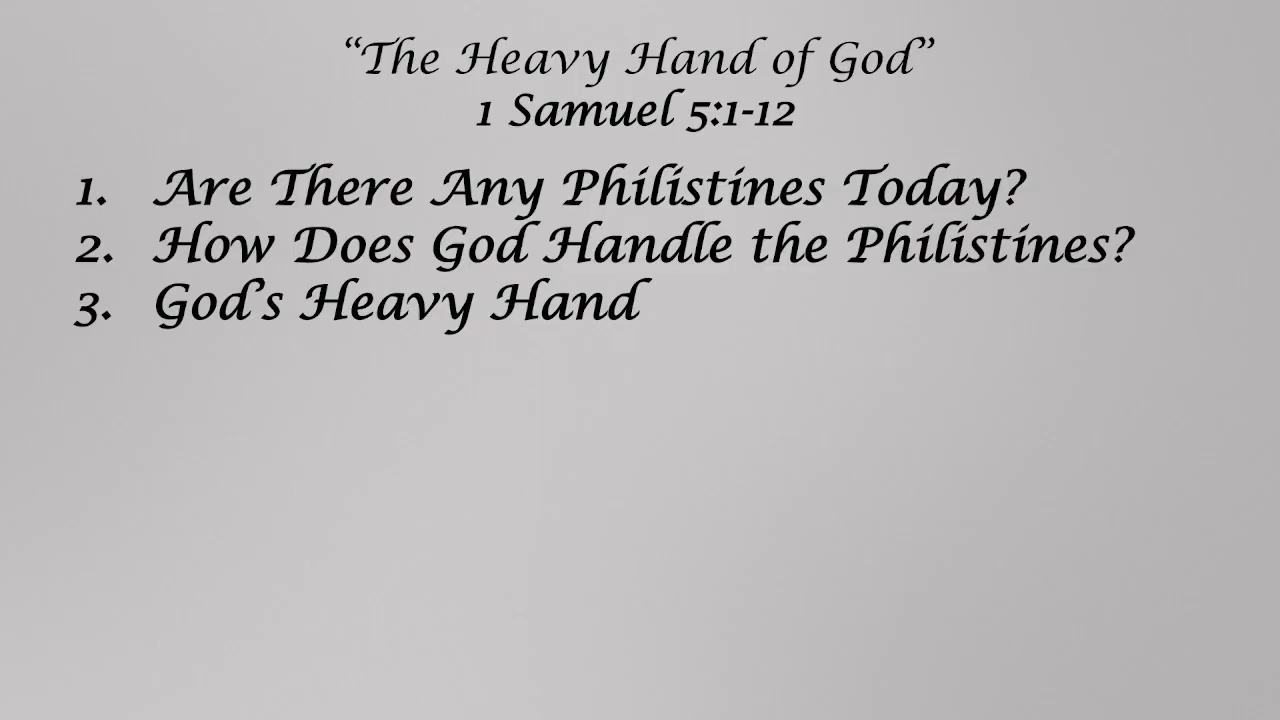 “The Heavy Hand of God”
1 Samuel 5:1-12
1. Are There Any Philistines Today?
2. How Does God Handle the Philistines?
3. God’s Heavy Hand